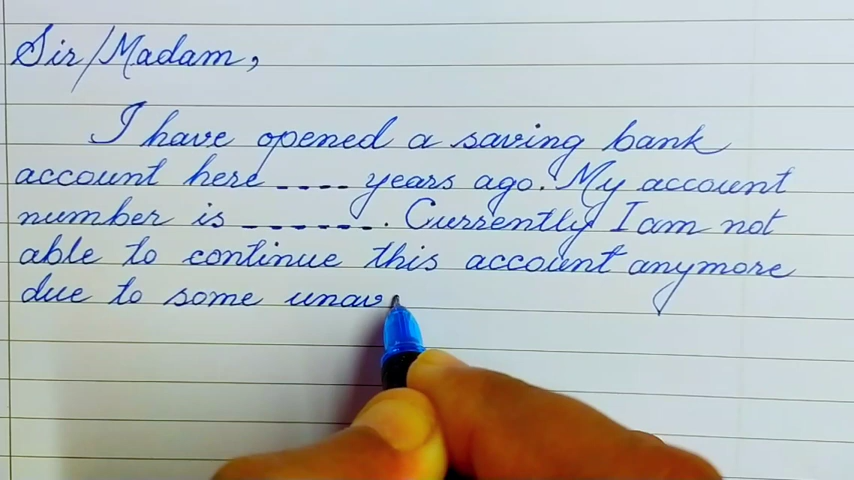 Sir/Madam,
I have opened a saving bank
account here ---- years ago. My account
number is -------. Currently I am not
able to continue this account anymore
due to some unav